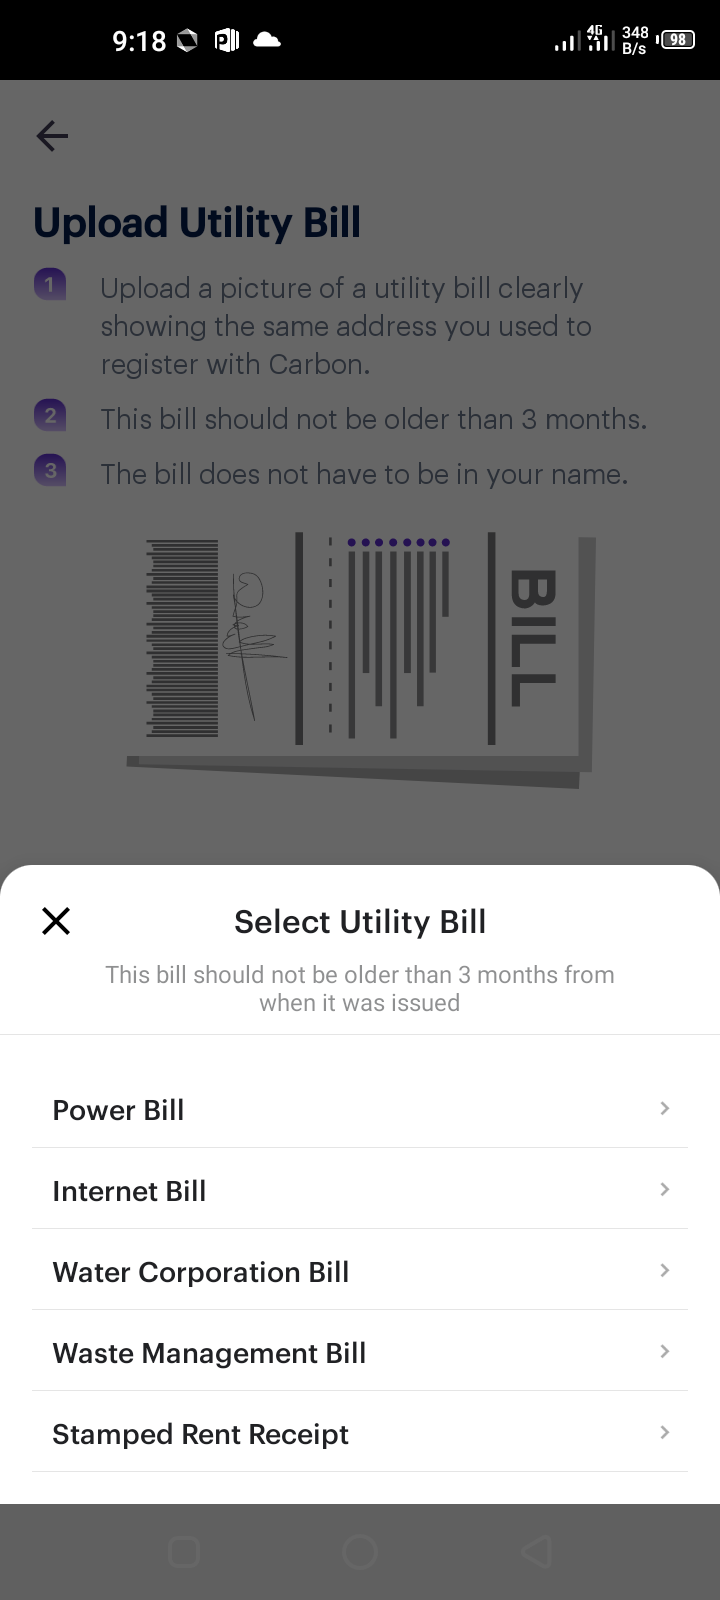 9:18
4G
348
B/s
98
Upload Utility Bill
1 Upload a picture of a utility bill clearly
showing the same address you used to
register with Carbon.
2 This bill should not be older than 3 months.
3 The bill does not have to be in your name.
BILL
Select Utility Bill
This bill should not be older than 3 months from
when it was issued
Power Bill
Internet Bill
Water Corporation Bill
Waste Management Bill
Stamped Rent Receipt